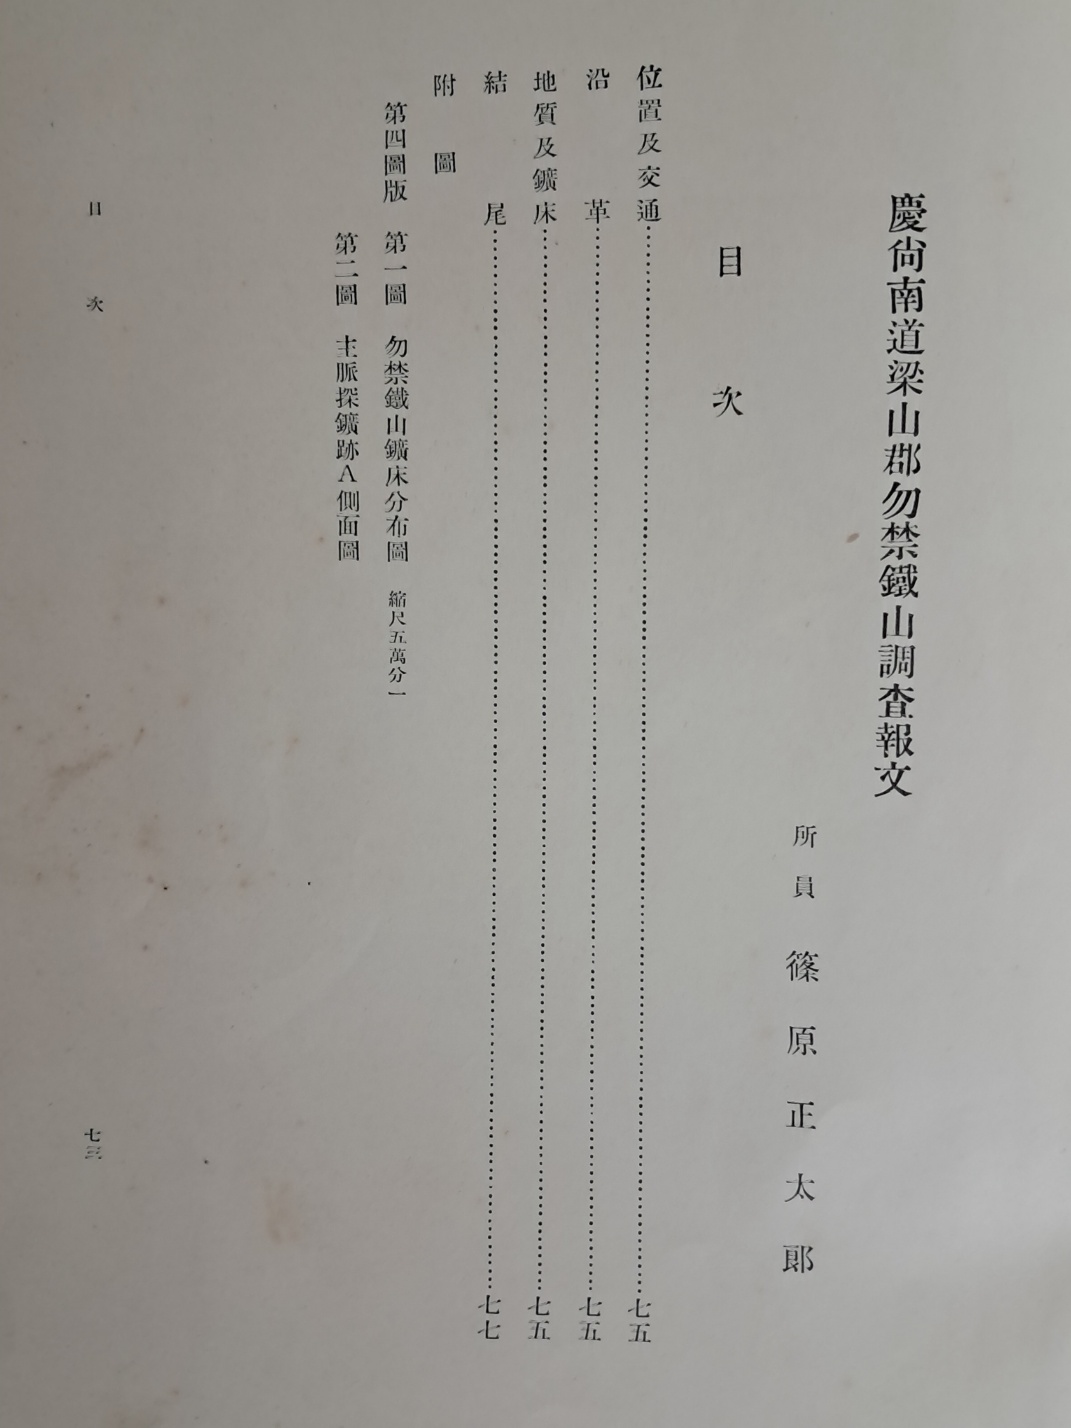 慶尙南道梁山郡勿禁鐵山調査報文
所員 篠原正太郞
目次
位置及交通……七五
沿革……七五
地質及鑛床……七五
結尾……七七
附圖
第四圖版 第一圖 勿禁鐵山鑛床分布圖 縮尺五萬分一
第二圖 主脈探鑛跡A側面圖
目次 七三